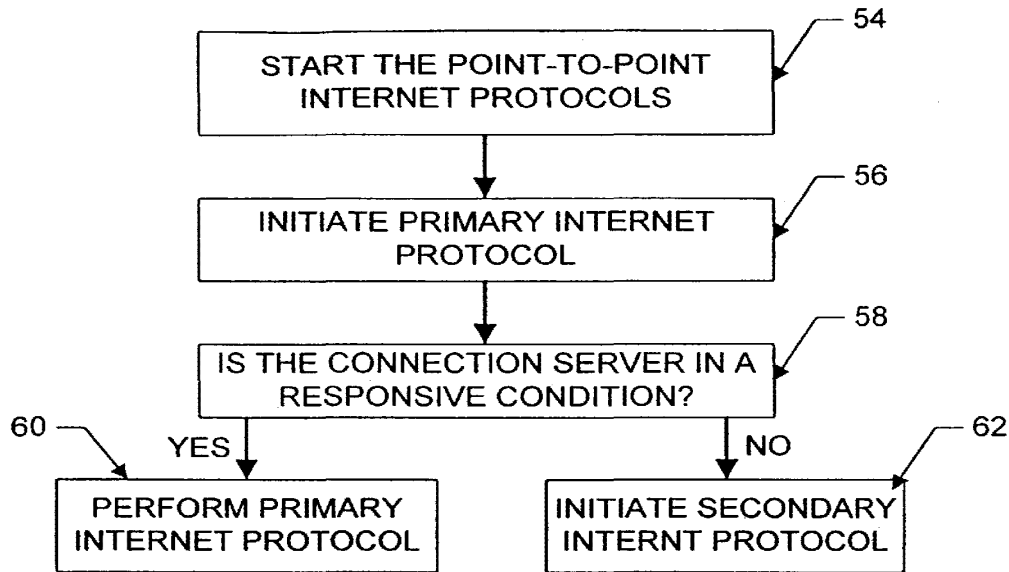 54
START THE POINT-TO-POINT
INTERNET PROTOCOLS
56
INITIATE PRIMARY INTERNET
PROTOCOL
58
IS THE CONNECTION SERVER IN A
RESPONSIVE CONDITION?
60
YES
NO
62
PERFORM PRIMARY
INTERNET PROTOCOL
INITIATE SECONDARY
INTERNT PROTOCOL